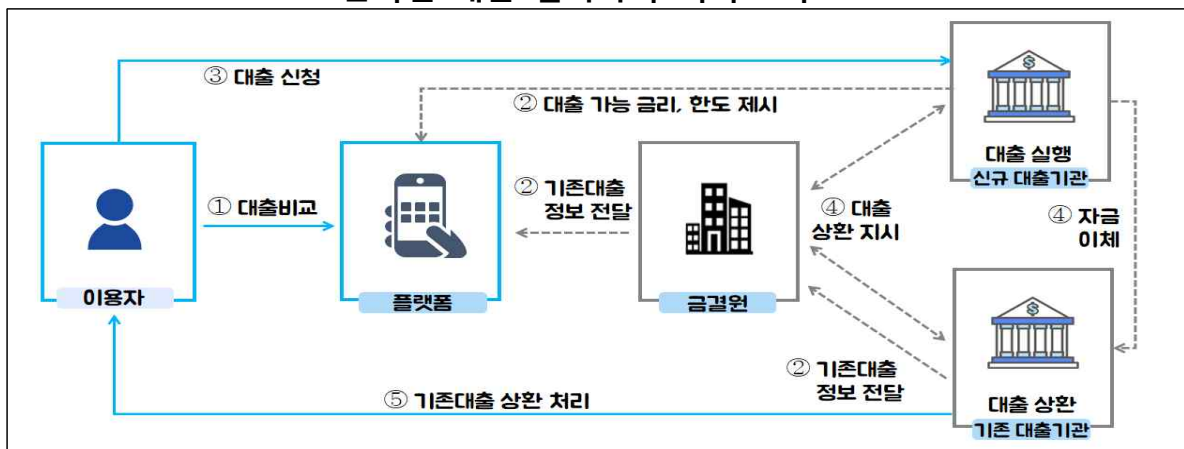 ③ 대출 신청
② 대출 가능 금리, 한도 제시
대출 실행
신규 대출기관
① 대출비교
② 기존대출
정보 전달
④ 대출
상환 지시
④ 자금
이체
이용자
플랫폼
금결원
② 기존대출
정보 전달
⑤ 기존대출 상환 처리
대출 상환
기존 대출기관